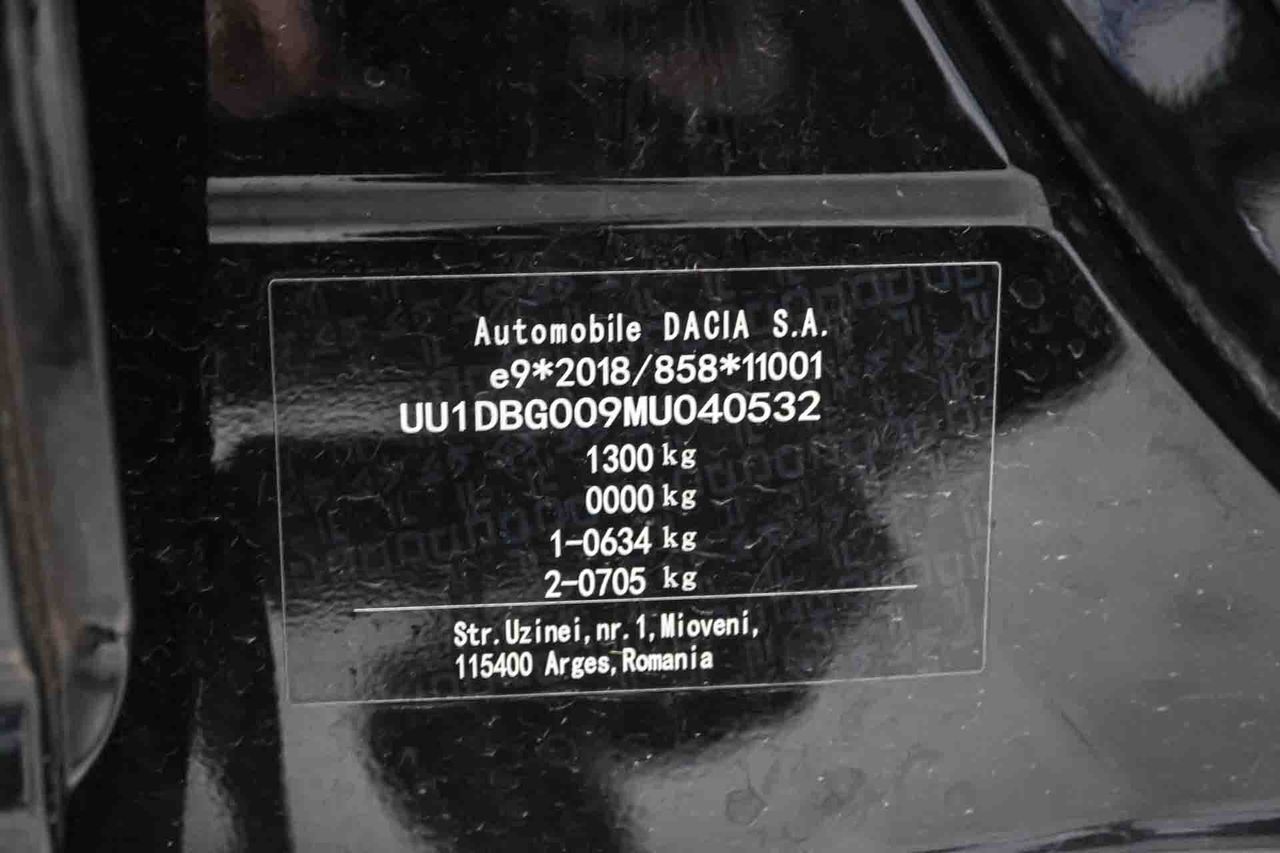 Automobile DACIA S.A.
e9*2018/858*11001
UU1DBG009MU040532
1300 kg
0000 kg
1-0634 kg
2-0705 kg
Str.Uzinei,nr.1,Mioveni,
115400 Arges,Romania